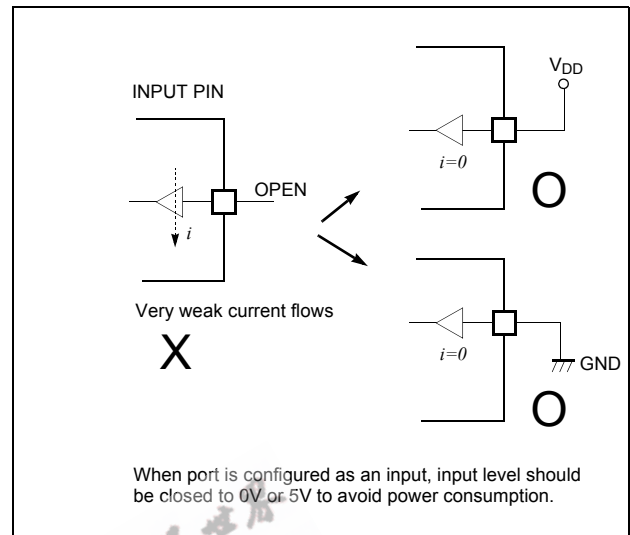 INPUT PIN
OPEN
i
Very weak current flows
X
VDD
i=0
O
i=0
GND
O
When port is configured as an input, input level should
be closed to 0V or 5V to avoid power consumption.